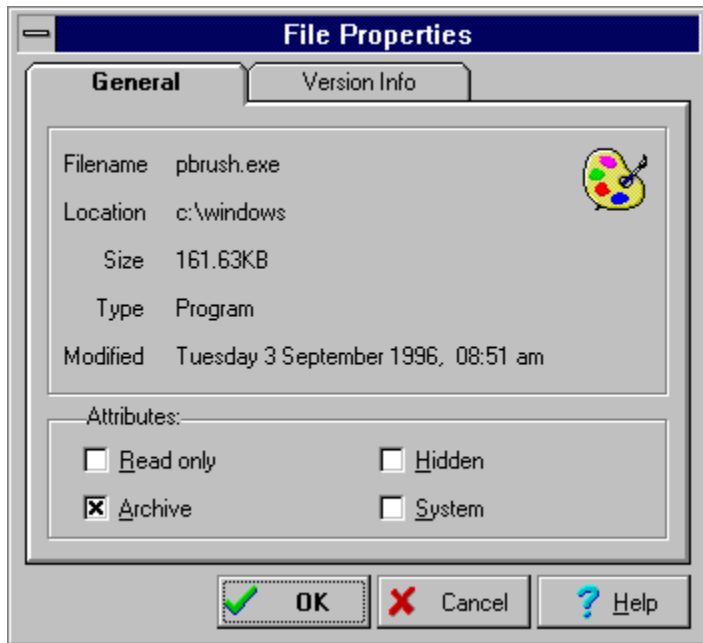 File Properties
General Version Info
Filename pbrush.exe
Location c:\windows
Size 161.63KB
Type Program
Modified Tuesday 3 September 1996, 08:51 am
Attributes:
Read only Hidden
Archive System
OK Cancel ? Help